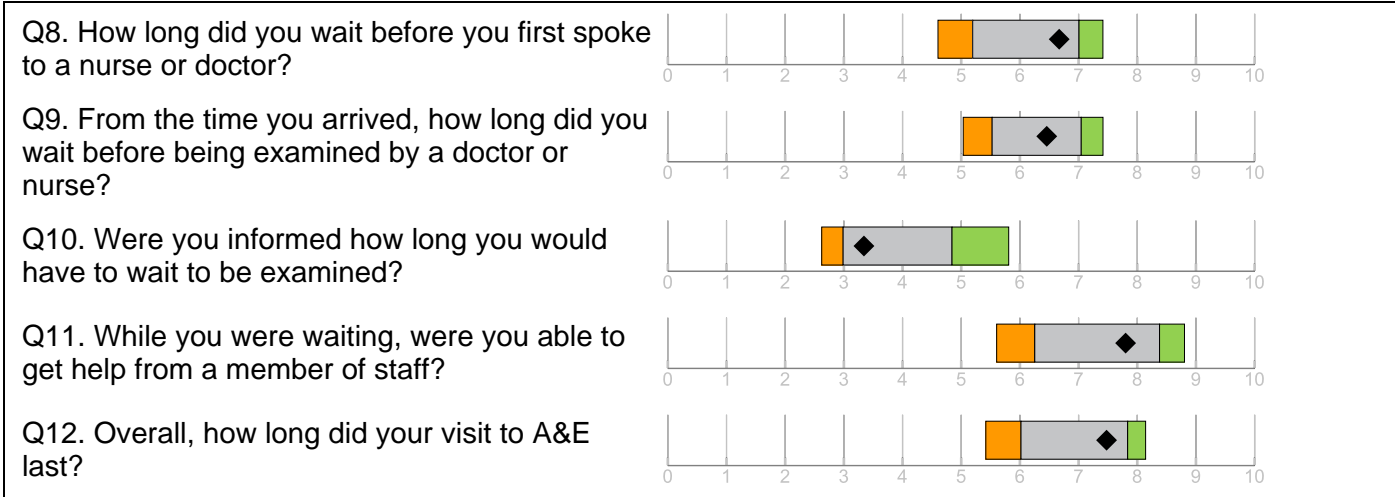 Q8. How long did you wait before you first spoke
to a nurse or doctor?
0 1 2 3 4 5 6 7 8 9 10
Q9. From the time you arrived, how long did you
wait before being examined by a doctor or
nurse?
0 1 2 3 4 5 6 7 8 9 10
Q10. Were you informed how long you would
have to wait to be examined?
0 1 2 3 4 5 6 7 8 9 10
Q11. While you were waiting, were you able to
get help from a member of staff?
0 1 2 3 4 5 6 7 8 9 10
Q12. Overall, how long did your visit to A&E
last?
0 1 2 3 4 5 6 7 8 9 10